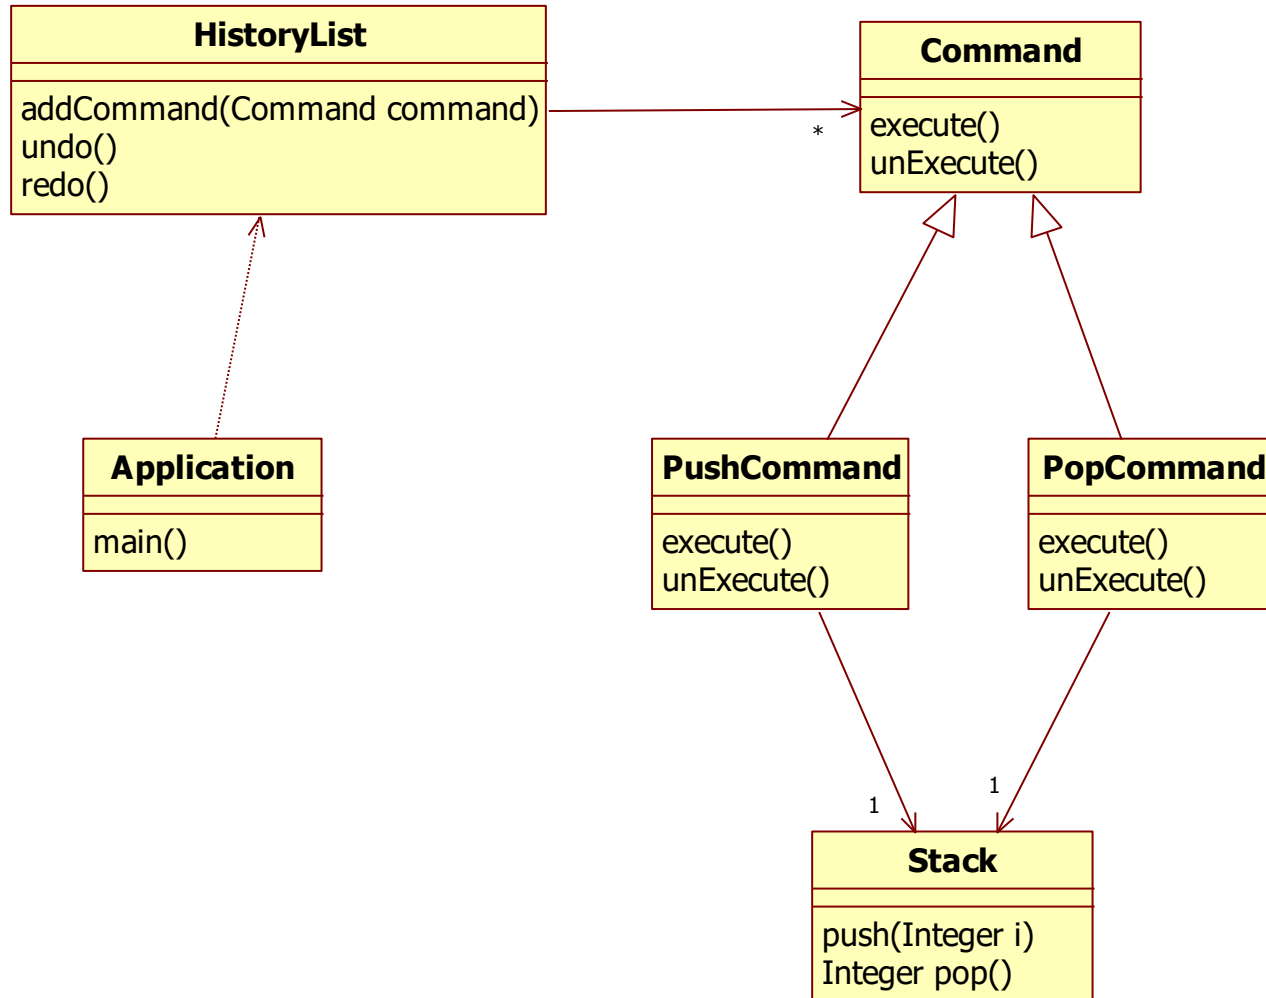 HistoryList
addCommand(Command command)
undo()
redo()
*
Command
execute()
unExecute()
Application
main()
PushCommand
execute()
unExecute()
PopCommand
execute()
unExecute()
1
1
Stack
push(Integer i)
Integer pop()